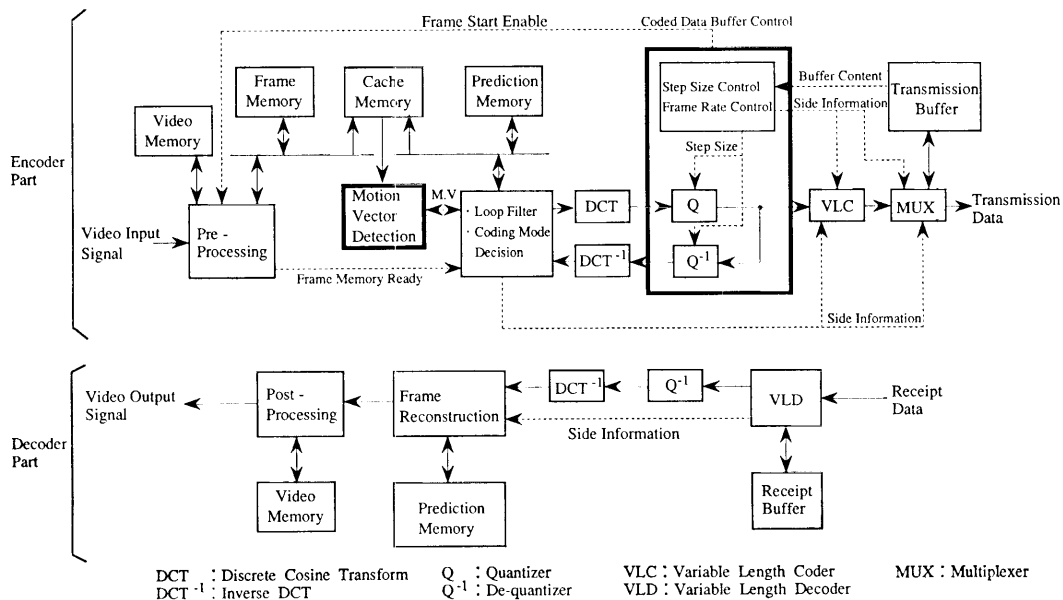 Frame Start Enable
Coded Data Buffer Control
Encoder
Part
Video
Memory
Frame
Memory
Cache
Memory
Prediction
Memory
Step Size Control
Frame Rate Control
Buffer Content
Side Information
Transmission
Buffer
Step Size
Video Input
Signal
Pre -
Processing
Motion
Vector
Detection
M.V
· Loop Filter
· Coding Mode
Decision
DCT
DCT -1
Q
Q-1
VLC
MUX
Transmission
Data
Frame Memory Ready
Side Information
Decoder
Part
Video Output
Signal
Post -
Processing
Frame
Reconstruction
DCT -1
Q-1
VLD
Receipt
Data
Side Information
Video
Memory
Prediction
Memory
Receipt
Buffer
DCT : Discrete Cosine Transform
DCT -1 : Inverse DCT
Q : Quantizer
Q-1 : De-quantizer
VLC : Variable Length Coder
VLD : Variable Length Decoder
MUX : Multiplexer